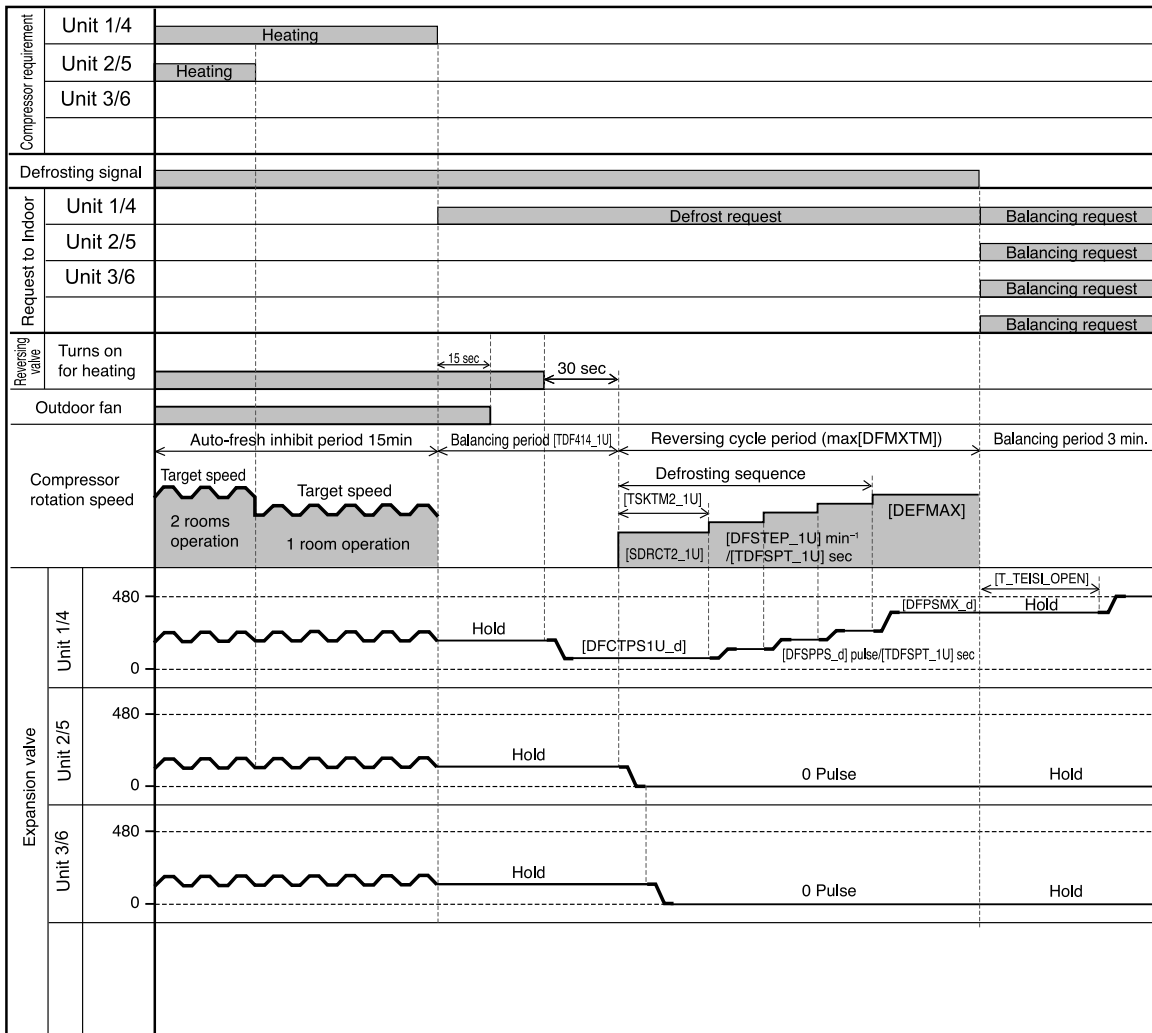 Compressor requirement
Unit 1/4
Heating
Unit 2/5
Heating
Unit 3/6
Defrosting signal
Request to Indoor
Unit 1/4
Defrost request
Balancing request
Unit 2/5
Balancing request
Unit 3/6
Balancing request
Balancing request
Reversing valve
Turns on for heating
15 sec
30 sec
Outdoor fan
Compressor rotation speed
Auto-fresh inhibit period 15min
Balancing period [TDF414_1U]
Reversing cycle period (max[DFMXTM])
Balancing period 3 min.
Target speed
2 rooms operation
Target speed
1 room operation
Defrosting sequence
[TSKTM2_1U]
[SDRCT2_1U]
[DFSTEP_1U] min⁻¹
/[TDFSPT_1U] sec
[DEFMAX]
Expansion valve
Unit 1/4
480
0
Hold
[DFCTPS1U_d]
[DFSPPS_d] pulse/[TDFSPT_1U] sec
[DFPSMX_d]
[T_TEISI_OPEN]
Hold
Unit 2/5
480
0
Hold
0 Pulse
Hold
Unit 3/6
480
0
Hold
0 Pulse
Hold